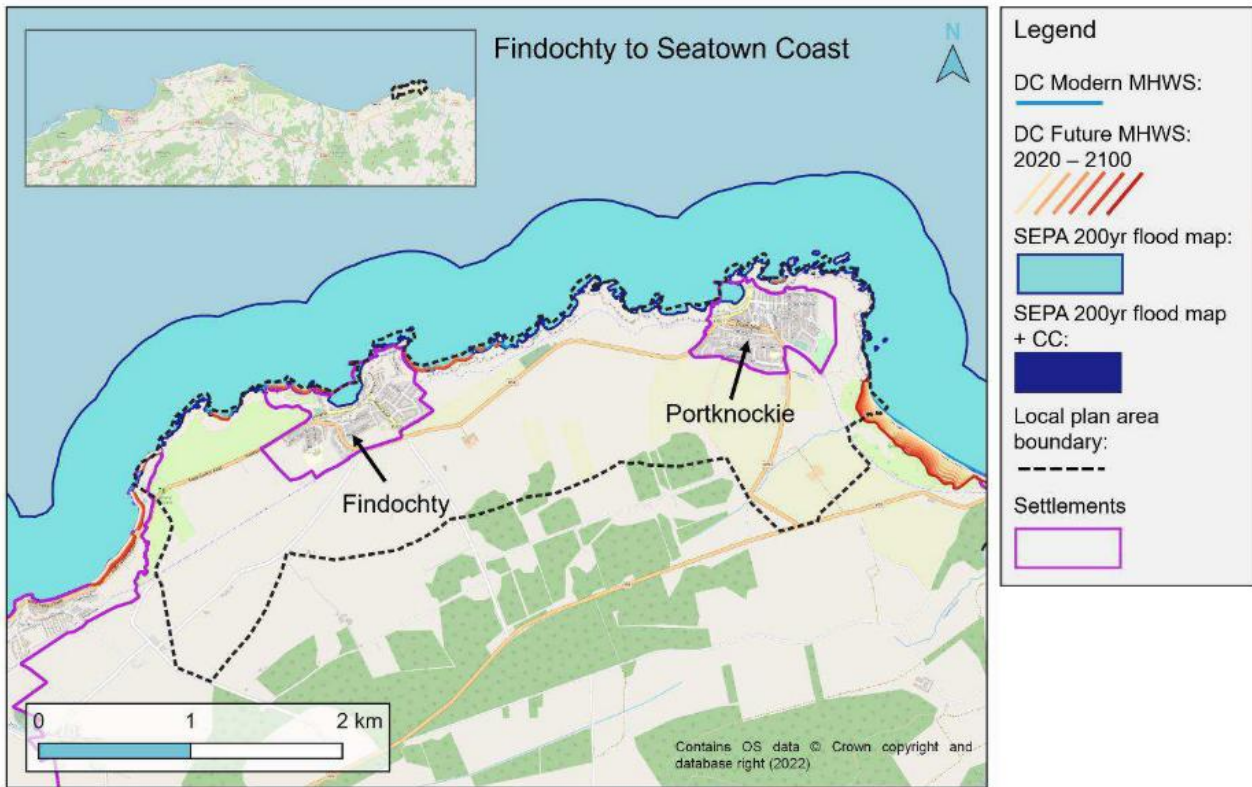 Findochty to Seatown Coast
N
Findochty
Portknockie
0 1 2 km
Contains OS data © Crown copyright and
database right (2022)
Legend
DC Modern MHWS:
DC Future MHWS:
2020 – 2100
SEPA 200yr flood map:
SEPA 200yr flood map
+ CC:
Local plan area
boundary:
Settlements